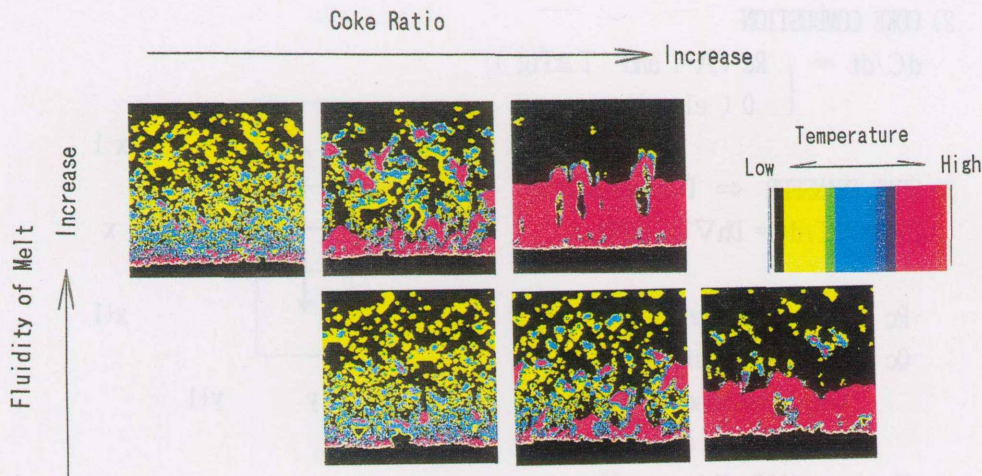 Coke Ratio
Increase
Temperature
Low
High
Increase
Fluidity of Melt